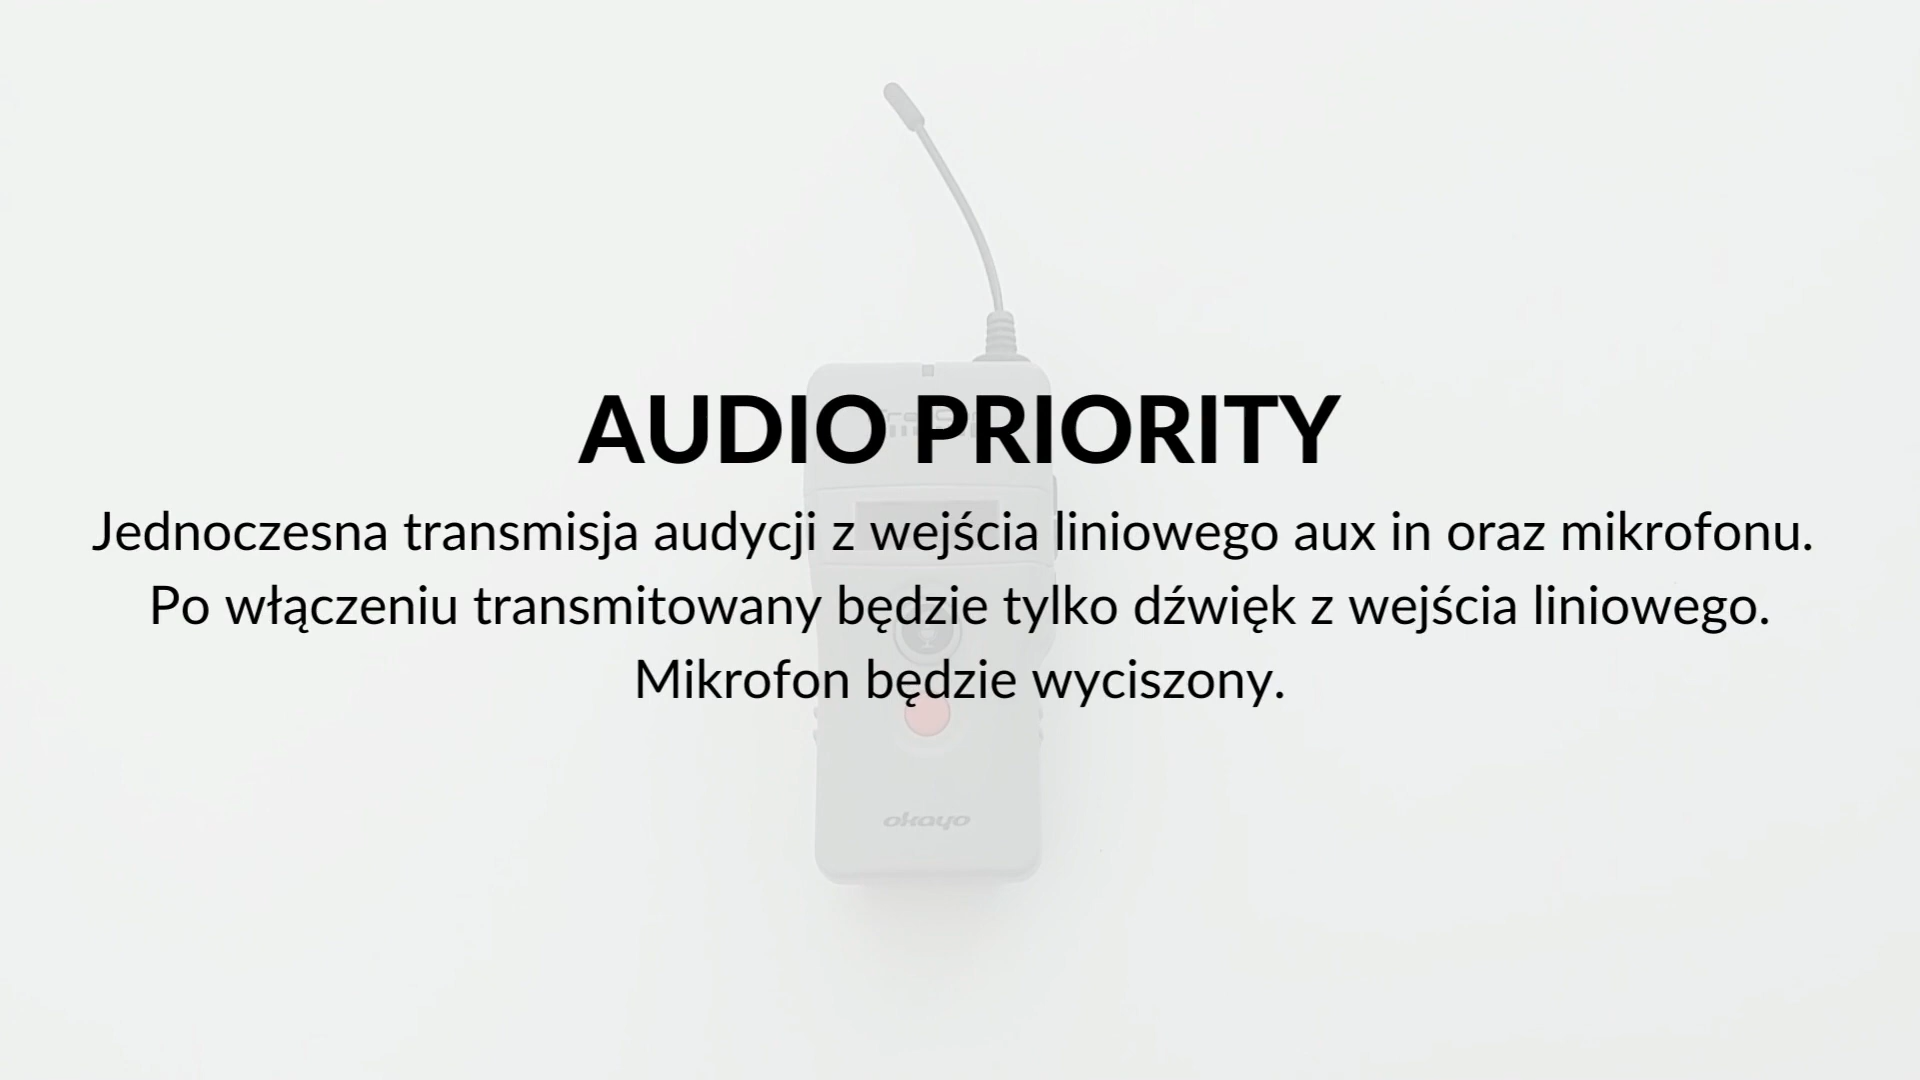 AUDIO PRIORITY
Jednoczesna transmisja audycji z wejścia liniowego aux in oraz mikrofonu.
Po włączeniu transmitowany będzie tylko dźwięk z wejścia liniowego.
Mikrofon będzie wyciszony.
okayo